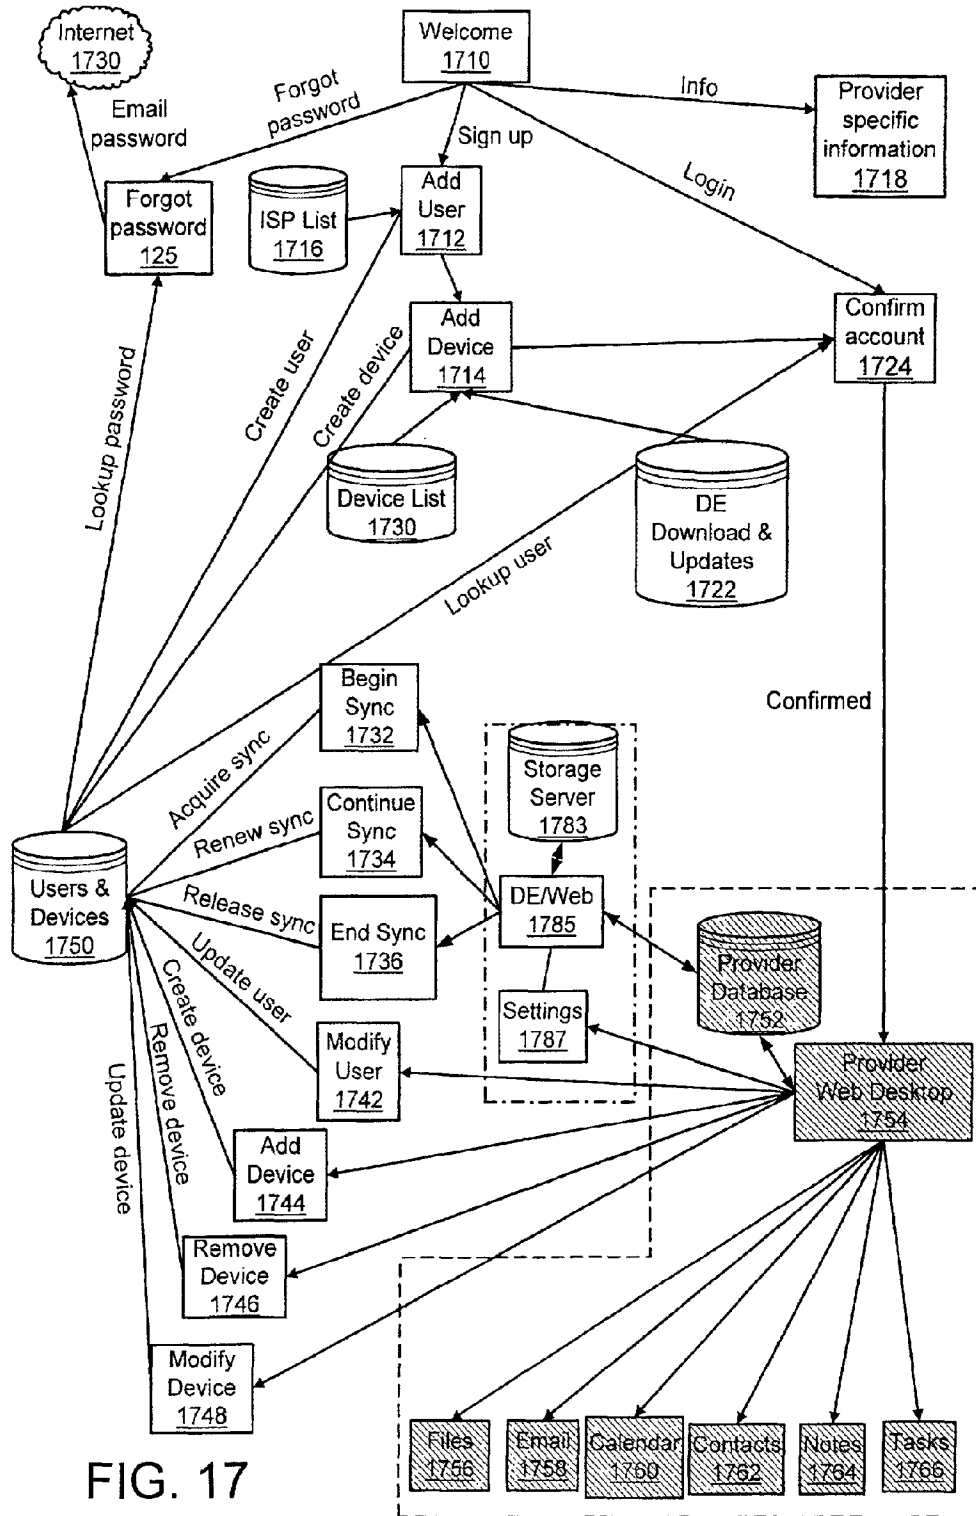 Internet
1730
Welcome
1710
Forgot
password
Info
Provider
specific
information
1718
Email
password
Sign up
Login
Forgot
password
125
ISP List
1716
Add
User
1712
Create user
Create device
Add
Device
1714
Confirm
account
1724
Lookup password
Device List
1730
DE
Download &
Updates
1722
Lookup user
Confirmed
Begin
Sync
1732
Acquire sync
Storage
Server
1783
Continue
Sync
1734
Renew sync
Users &
Devices
1750
Release sync
End Sync
1736
DE/Web
1785
Provider
Database
1752
Update user
Settings
1787
Create device
Remove device
Update device
Modify
User
1742
Provider
Web Desktop
1754
Add
Device
1744
Remove
Device
1746
Modify
Device
1748
Files
1756
Email
1758
Calendar
1760
Contacts
1762
Notes
1764
Tasks
1766
FIG. 17